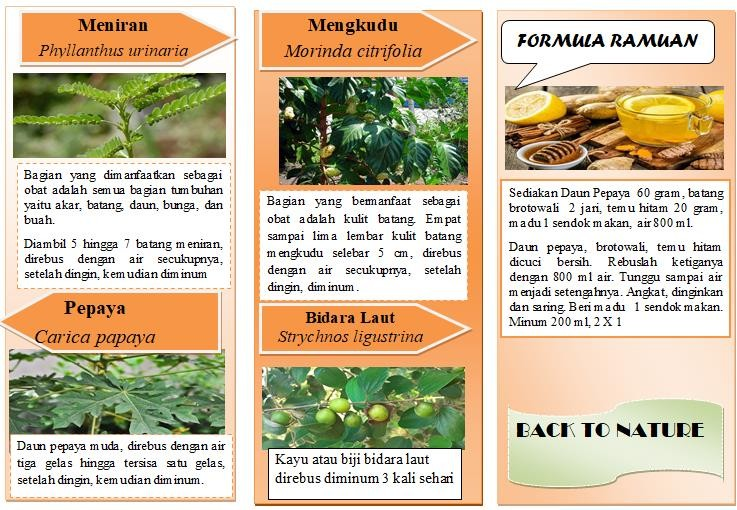 Meniran
Phyllanthus urinaria
Bagian yang dimanfaatkan sebagai
obat adalah semua bagian tumbuhan
yaitu akar, batang, daun, bunga, dan
buah.
Diambil 5 hingga 7 batang meniran,
direbus dengan air secukupnya,
setelah dingin, kemudian diminum
Pepaya
Carica papaya
Daun pepaya muda, direbus dengan air
tiga gelas hingga tersisa satu gelas,
setelah dingin, kemudian diminum.
Mengkudu
Morinda citrifolia
Bagian yang bermanfaat sebagai
obat adalah kulit batang. Empat
sampai lima lembar kulit batang
mengkudu selebar 5 cm, direbus
dengan air secukupnya, setelah
dingin, diminum.
Bidara Laut
Strychnos ligustrina
Kayu atau biji bidara laut
direbus diminum 3 kali sehari
FORMULA RAMUAN
Sediakan Daun Pepaya 60 gram, batang
brotowali 2 jari, temu hitam 20 gram,
madu 1 sendok makan, air 800 ml.
Daun pepaya, brotowali, temu hitam
dicuci bersih. Rebuslah ketiganya
dengan 800 ml air. Tunggu sampai air
menjadi setengahnya. Angkat, dinginkan
dan saring. Beri madu 1 sendok makan.
Minum 200 ml, 2 X 1
BACK TO NATURE